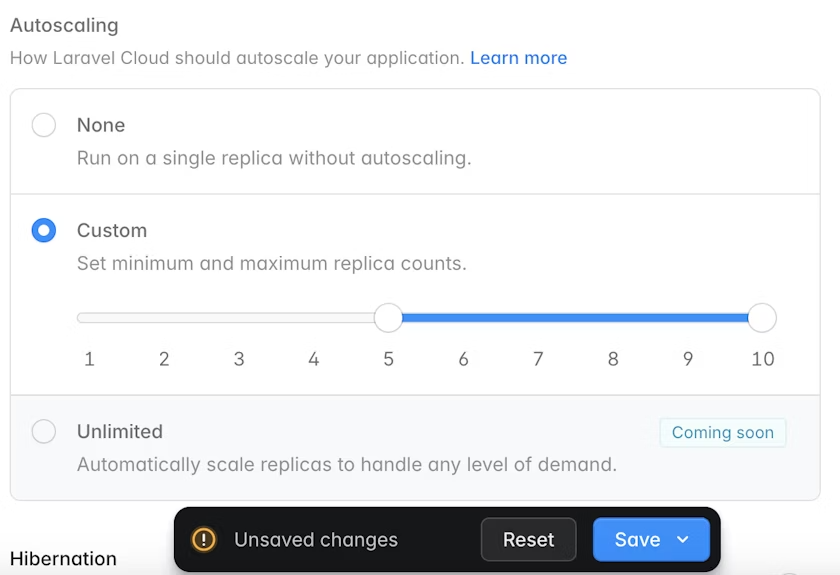 Autoscaling
How Laravel Cloud should autoscale your application. Learn more
None
Run on a single replica without autoscaling.
Custom
Set minimum and maximum replica counts.
1 2 3 4 5 6 7 8 9 10
Unlimited
Coming soon
Automatically scale replicas to handle any level of demand.
Unsaved changes
Reset
Save
Hibernation